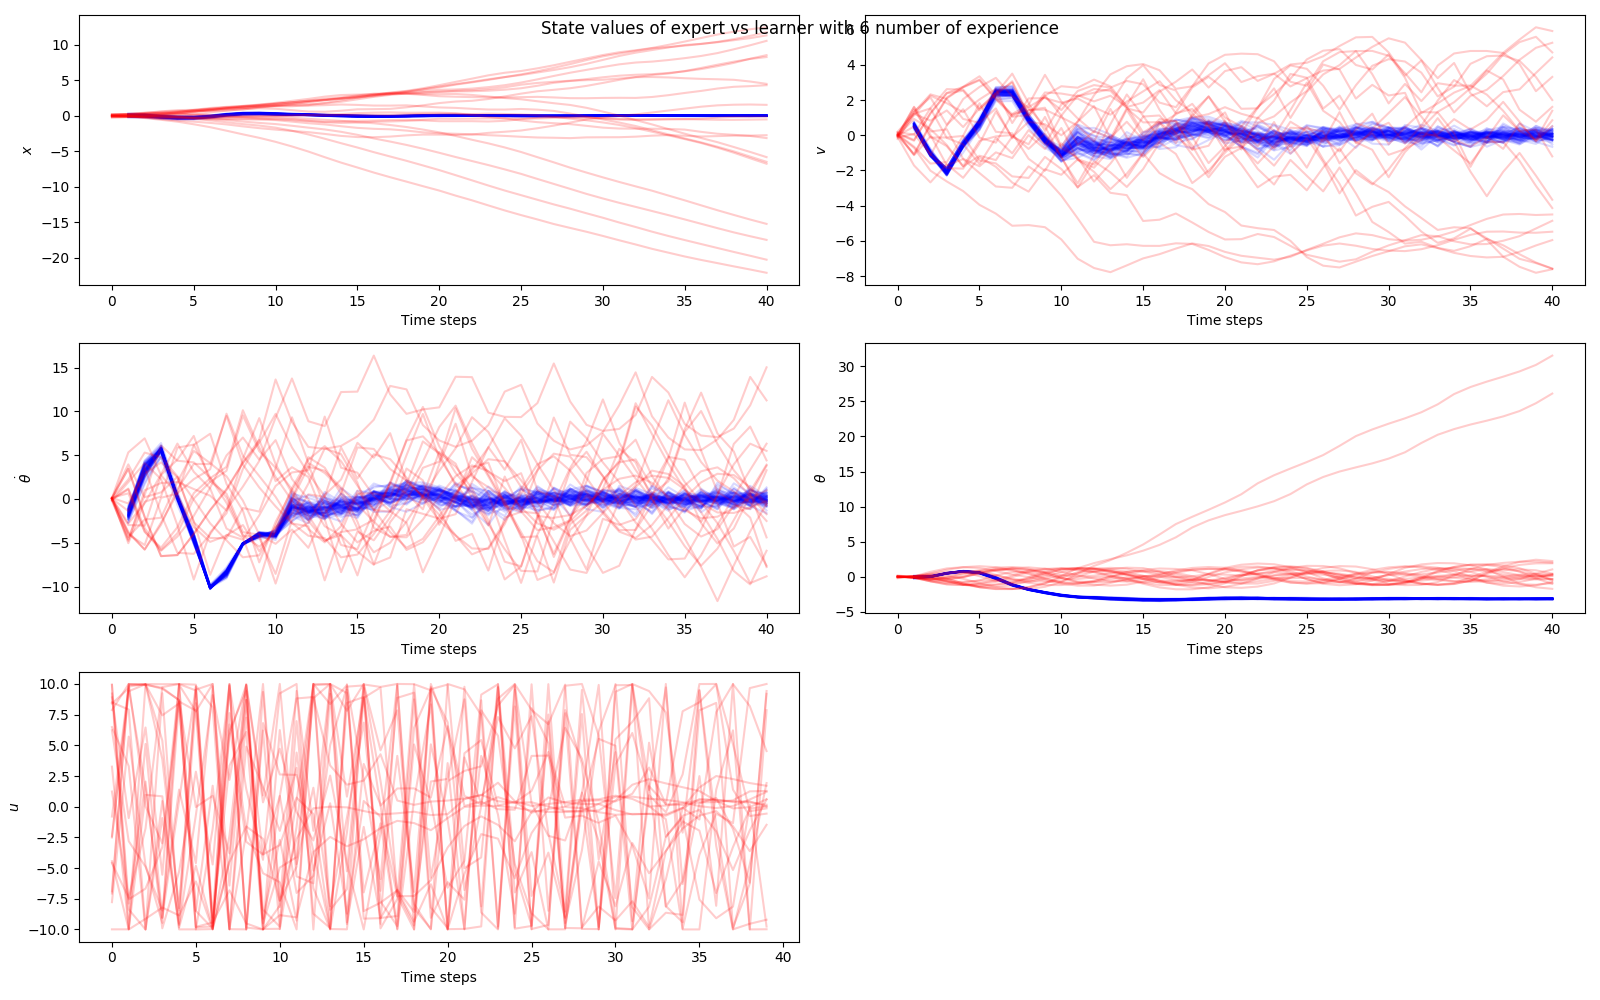 State values of expert vs learner with 6 number of experience
10
5
0
−5
−10
−15
−20
x
0 5 10 15 20 25 30 35 40
Time steps
6
4
2
0
−2
−4
−6
−8
v
0 5 10 15 20 25 30 35 40
Time steps
15
10
5
0
−5
−10
θ̇
0 5 10 15 20 25 30 35 40
Time steps
30
25
20
15
10
5
0
−5
θ
0 5 10 15 20 25 30 35 40
Time steps
10.0
7.5
5.0
2.5
0.0
−2.5
−5.0
−7.5
−10.0
u
0 5 10 15 20 25 30 35 40
Time steps